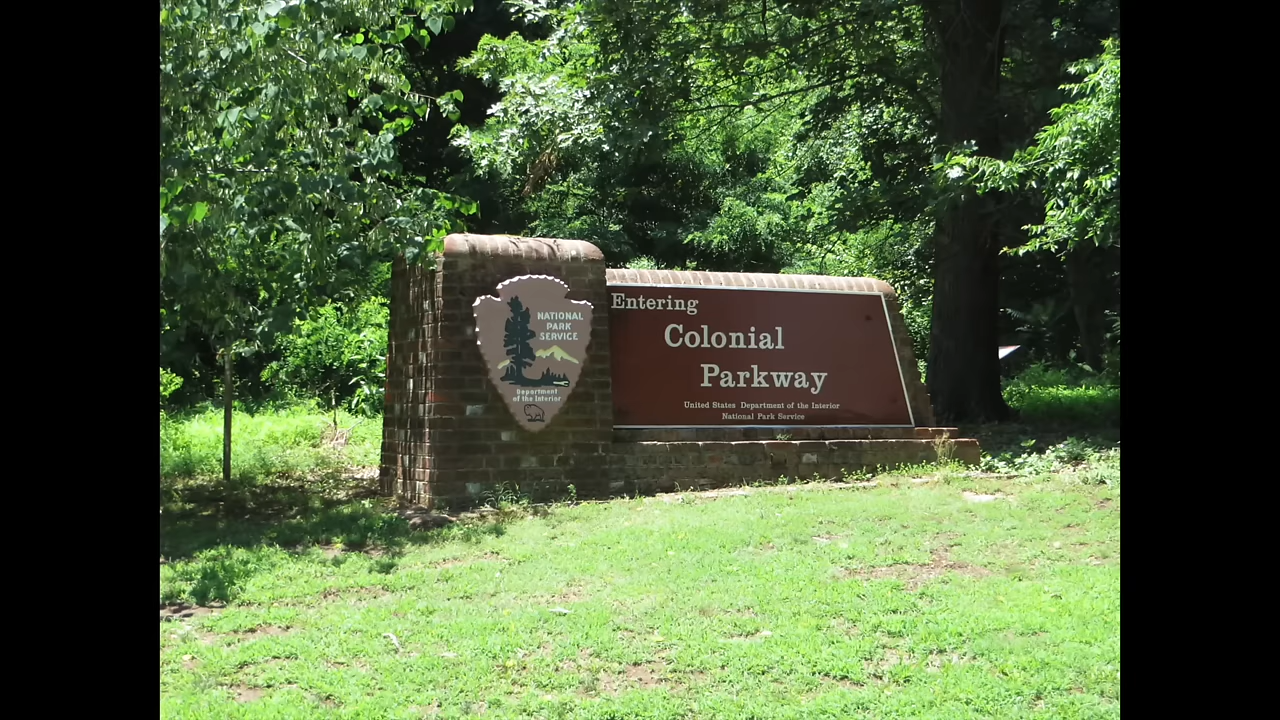 NATIONAL
PARK
SERVICE
Department
of the Interior
Entering
Colonial
Parkway
United States Department of the Interior
National Park Service